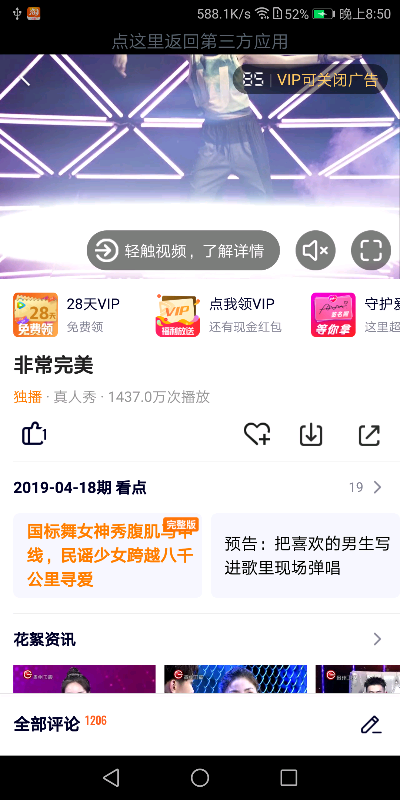 588.1K/s 52% 晚上8:50
点这里返回第三方应用
85 | VIP可关闭广告
轻触视频，了解详情
28天 免费领 28天VIP 免费领
VIP 福利放送 点我领VIP 还有现金红包
等你拿 守护爱 这里超
非常完美
独播 · 真人秀 · 1437.0万次播放
2019-04-18期 看点 19
完整版
国标舞女神秀腹肌马甲
线，民谣少女跨越八千
公里寻爱
预告：把喜欢的男生写
进歌里现场弹唱
花絮资讯
全部评论 1206